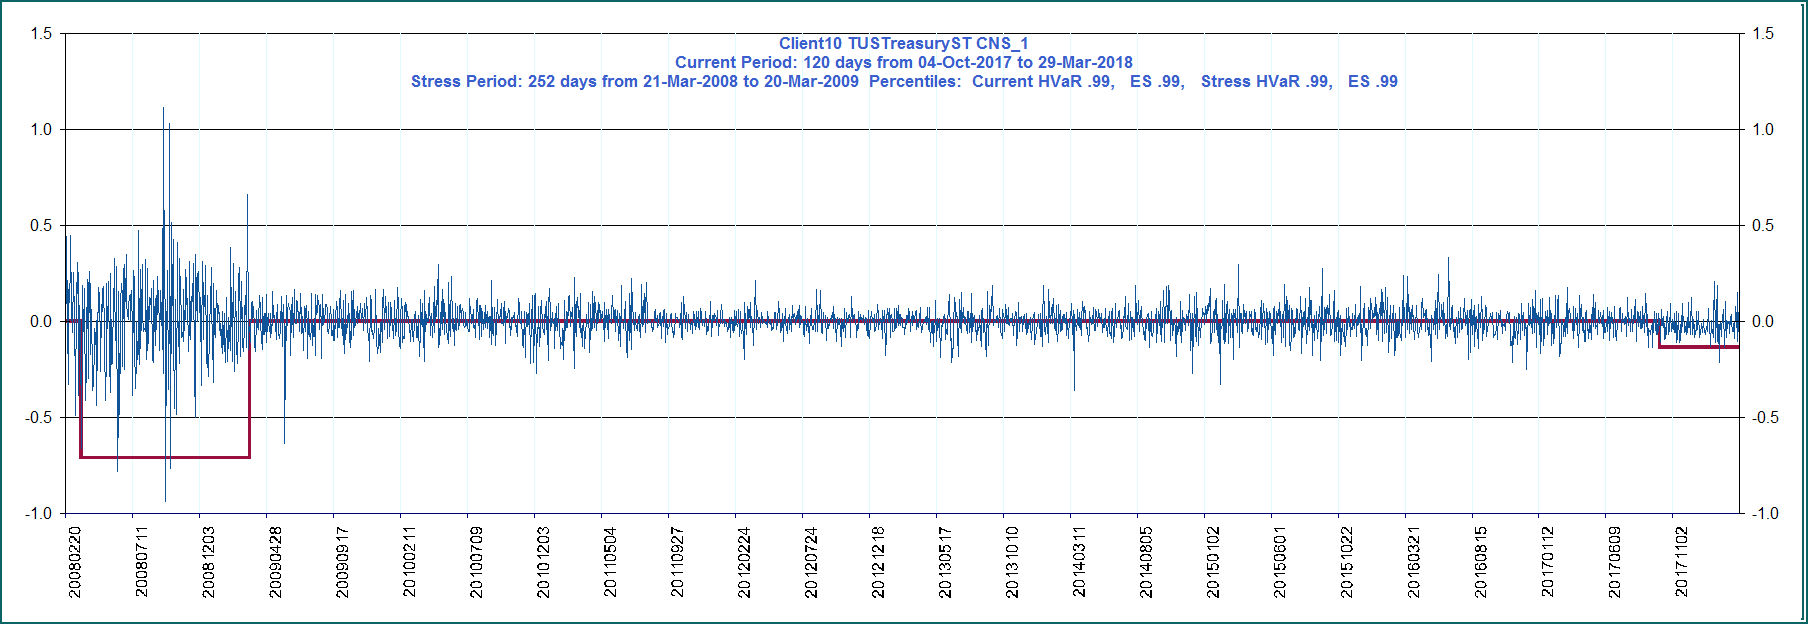 Client10 TUSTreasuryST CNS_1
Current Period: 120 days from 04-Oct-2017 to 29-Mar-2018
Stress Period: 252 days from 21-Mar-2008 to 20-Mar-2009  Percentiles:  Current HVaR .99,   ES .99,   Stress HVaR .99,   ES .99
1.5 1.5
1.0 1.0
0.5 0.5
0.0 0.0
-0.5 -0.5
-1.0 -1.0
20080220 20080711 20081203 20090428 20090917 20100211 20100709 20101203 20110504 20110927 20120224 20120724 20121218 20130517 20131010 20140311 20140805 20150102 20150601 20151022 20160321 20160815 20170112 20170609 20171102